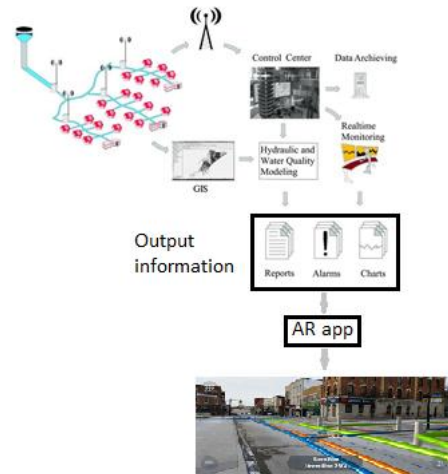 Control Center
Data Archieving
Realtime
Monitoring
Hydraulic and
Water Quality
Modeling
GIS
Output
information
Reports
Alarms
Charts
AR app